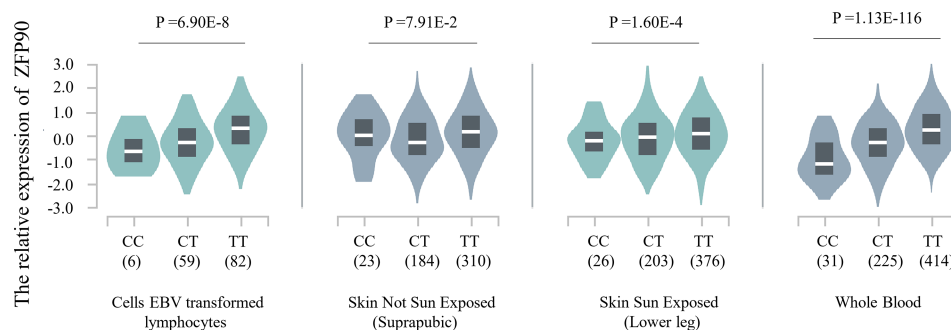 The relative expression of ZFP90
3.0
2.0
1.0
0.0
-1.0
-2.0
-3.0
P =6.90E-8
CC CT TT
(6) (59) (82)
Cells EBV transformed
lymphocytes
P =7.91E-2
CC CT TT
(23) (184) (310)
Skin Not Sun Exposed
(Suprapubic)
P =1.60E-4
CC CT TT
(26) (203) (376)
Skin Sun Exposed
(Lower leg)
P =1.13E-116
CC CT TT
(31) (225) (414)
Whole Blood